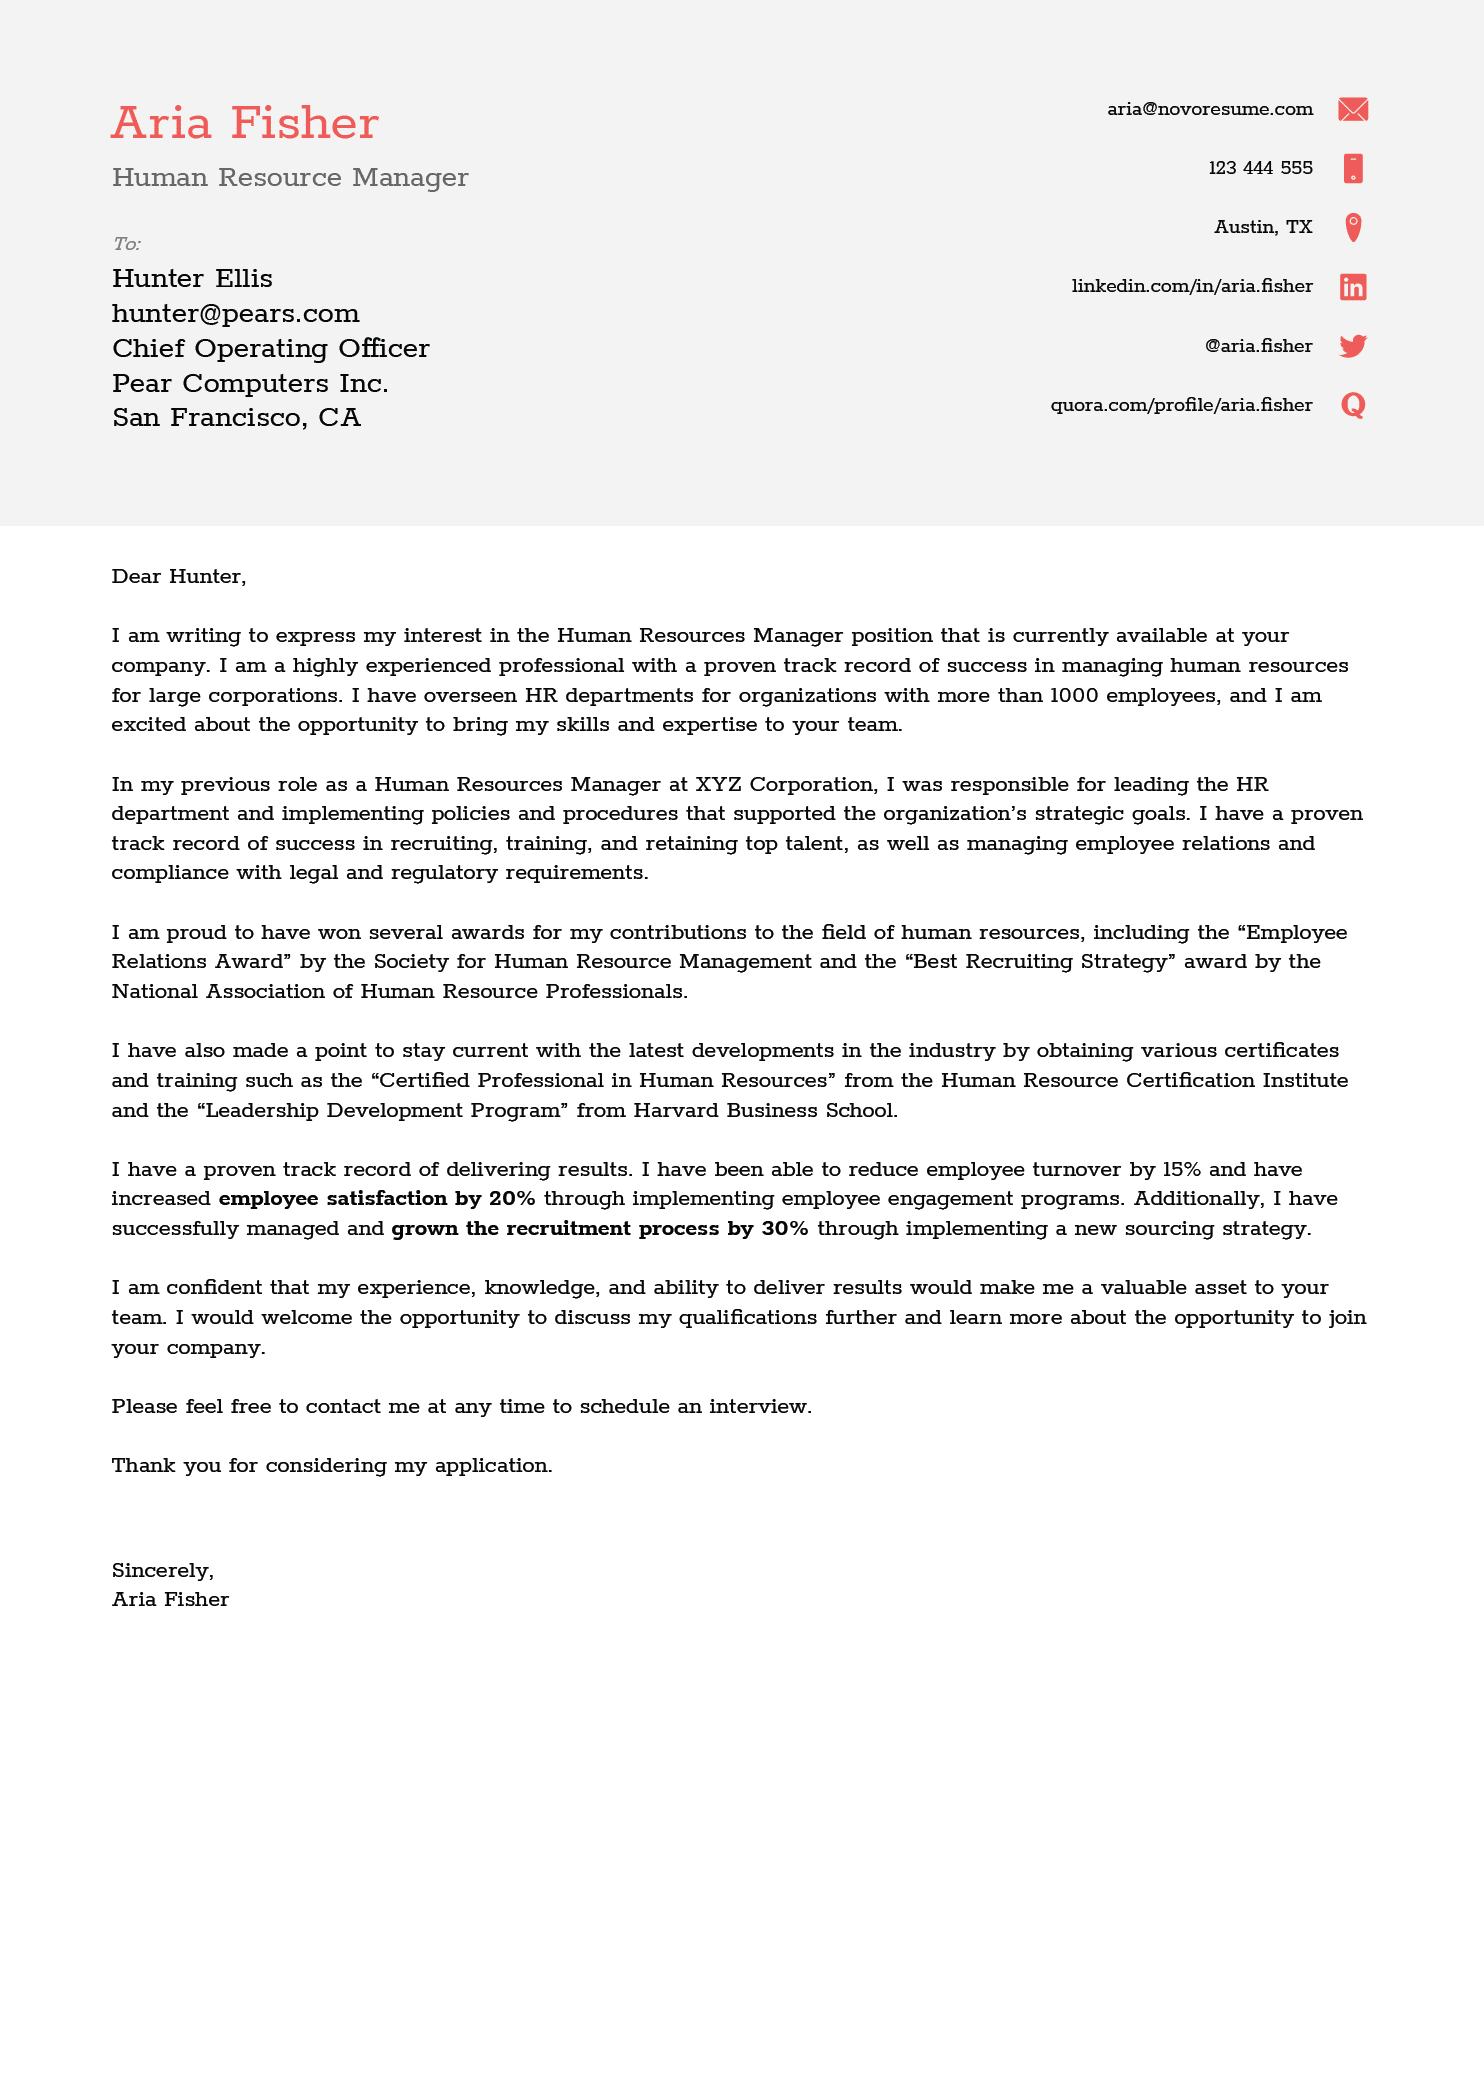 Aria Fisher
Human Resource Manager
To:
Hunter Ellis
hunter@pears.com
Chief Operating Officer
Pear Computers Inc.
San Francisco, CA
aria@novoresume.com
123 444 555
Austin, TX
linkedin.com/in/aria.fisher
@aria.fisher
quora.com/profile/aria.fisher
Dear Hunter,
I am writing to express my interest in the Human Resources Manager position that is currently available at your
company. I am a highly experienced professional with a proven track record of success in managing human resources
for large corporations. I have overseen HR departments for organizations with more than 1000 employees, and I am
excited about the opportunity to bring my skills and expertise to your team.
In my previous role as a Human Resources Manager at XYZ Corporation, I was responsible for leading the HR
department and implementing policies and procedures that supported the organization’s strategic goals. I have a proven
track record of success in recruiting, training, and retaining top talent, as well as managing employee relations and
compliance with legal and regulatory requirements.
I am proud to have won several awards for my contributions to the field of human resources, including the “Employee
Relations Award” by the Society for Human Resource Management and the “Best Recruiting Strategy” award by the
National Association of Human Resource Professionals.
I have also made a point to stay current with the latest developments in the industry by obtaining various certificates
and training such as the “Certified Professional in Human Resources” from the Human Resource Certification Institute
and the “Leadership Development Program” from Harvard Business School.
I have a proven track record of delivering results. I have been able to reduce employee turnover by 15% and have
increased employee satisfaction by 20% through implementing employee engagement programs. Additionally, I have
successfully managed and grown the recruitment process by 30% through implementing a new sourcing strategy.
I am confident that my experience, knowledge, and ability to deliver results would make me a valuable asset to your
team. I would welcome the opportunity to discuss my qualifications further and learn more about the opportunity to join
your company.
Please feel free to contact me at any time to schedule an interview.
Thank you for considering my application.
Sincerely,
Aria Fisher